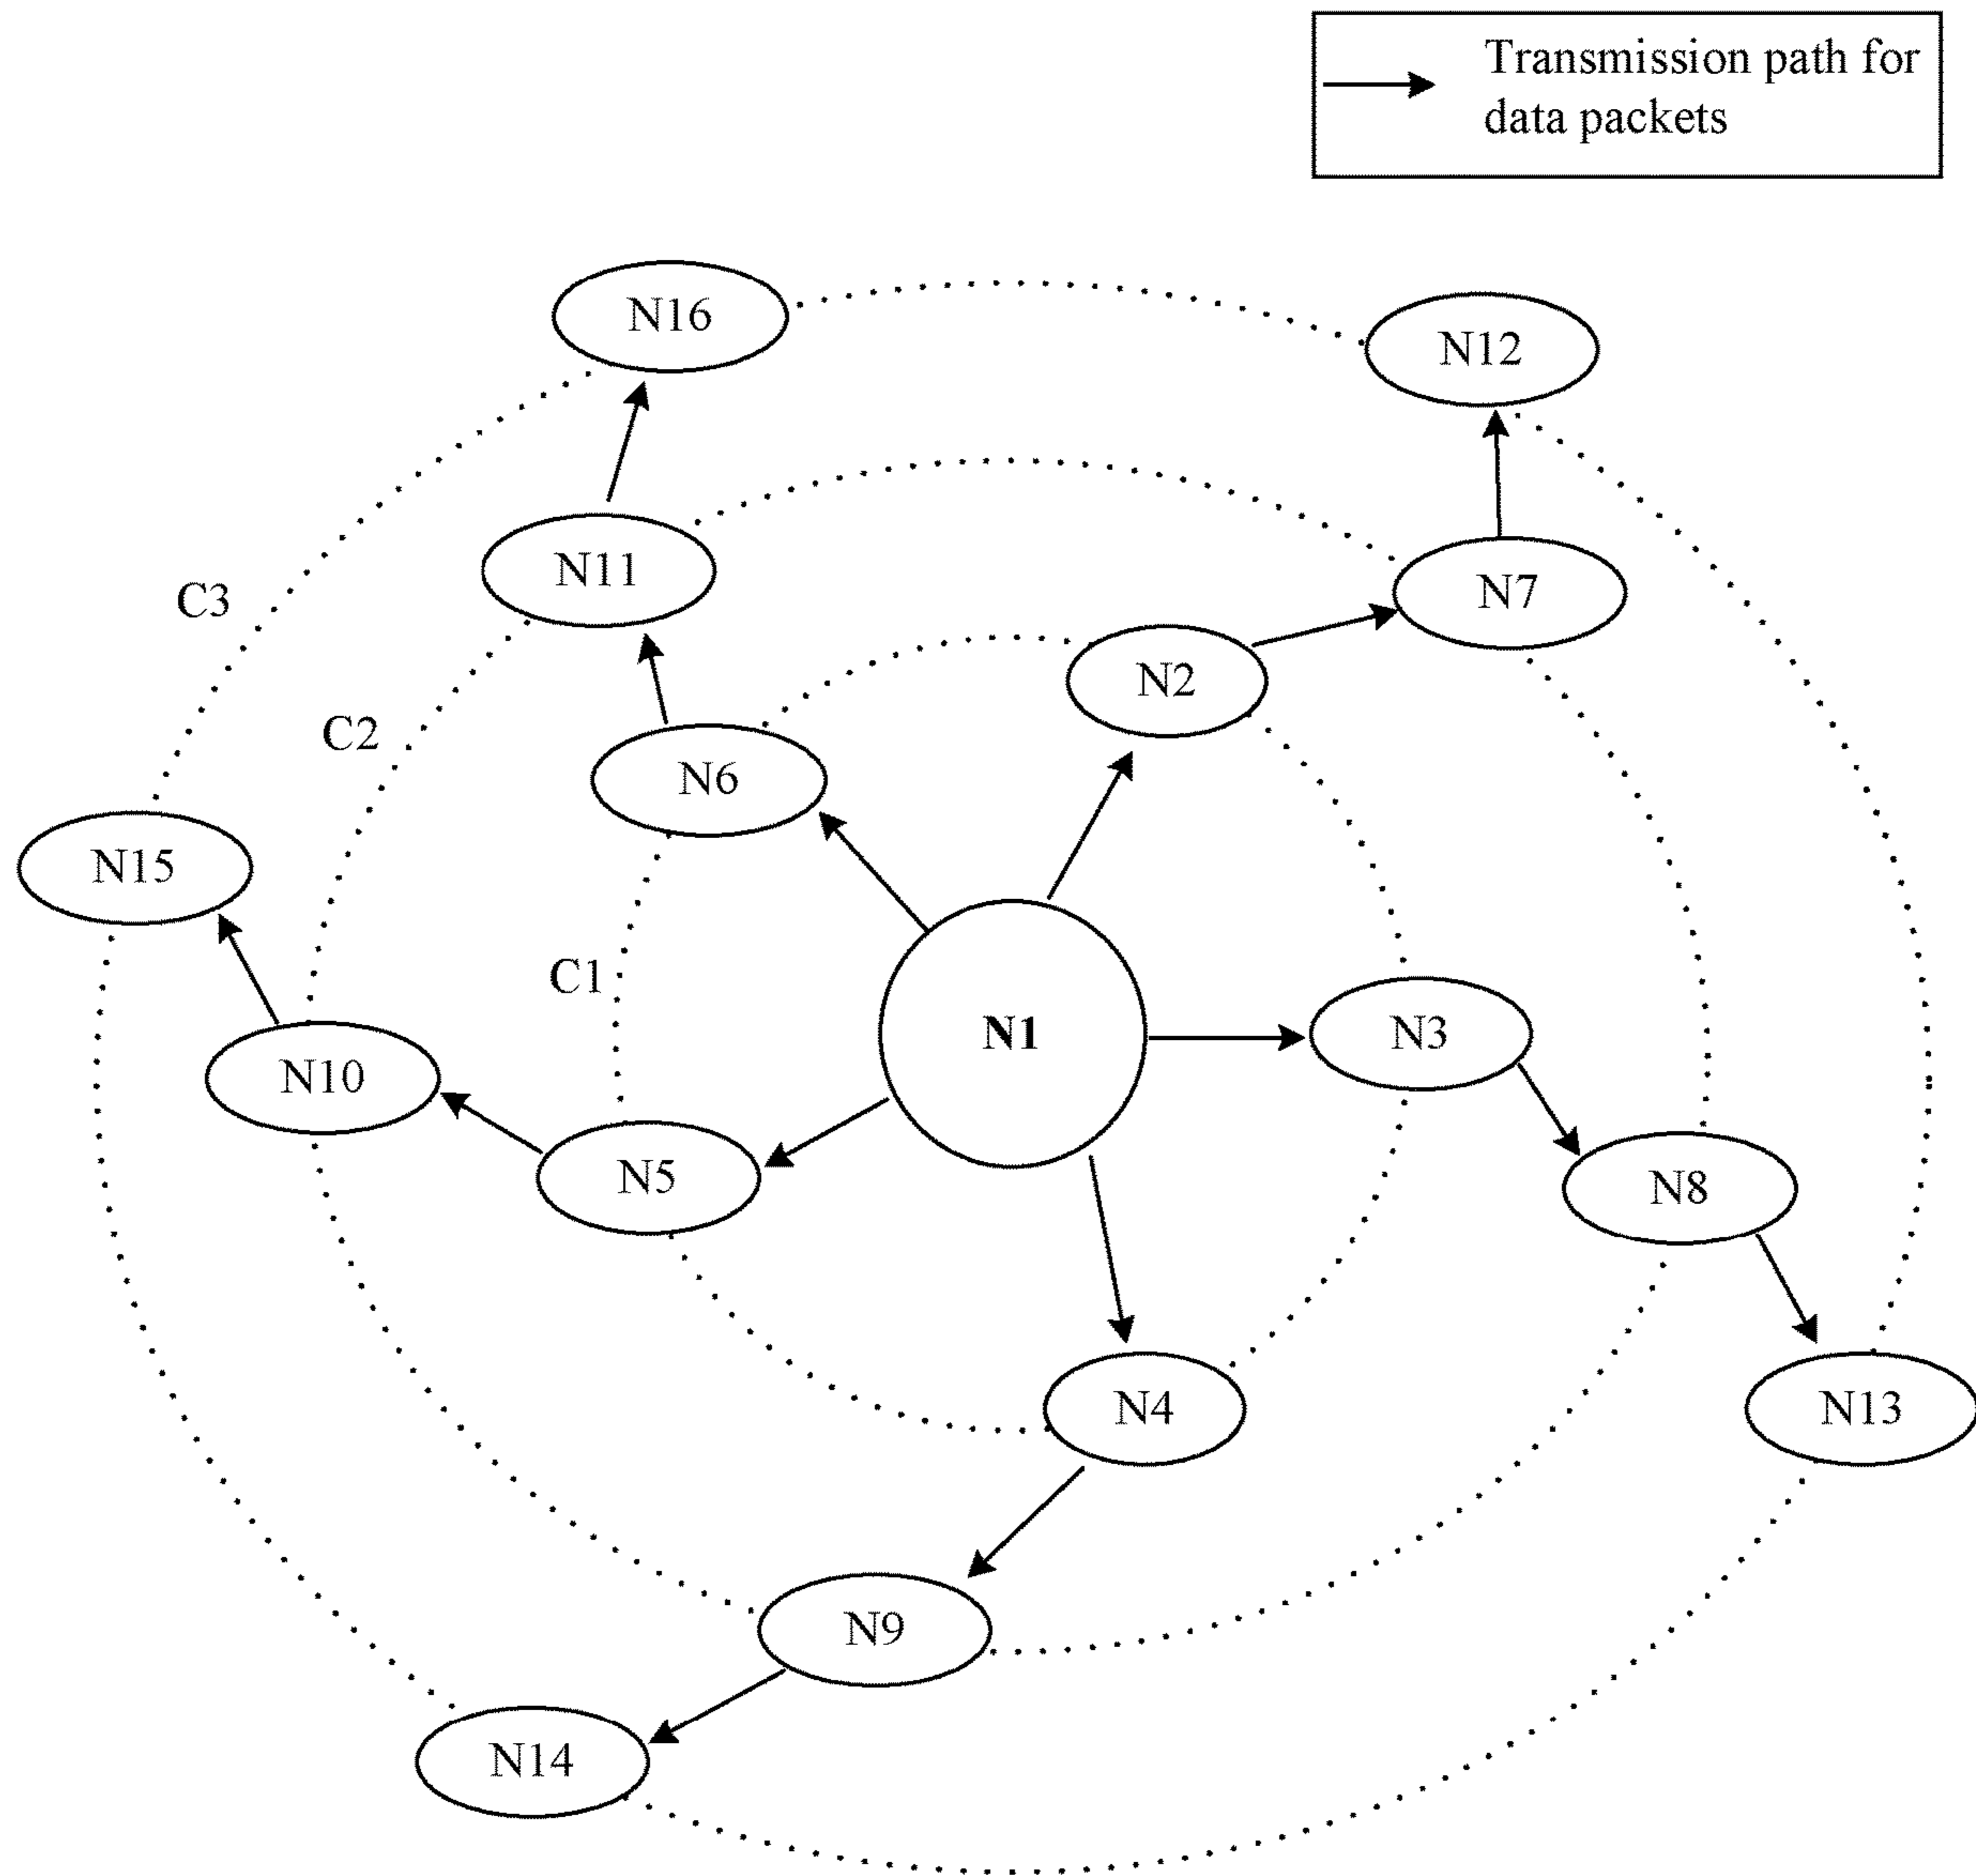 Transmission path for
data packets
N16
N12
N11
N7
C3
N2
C2
N6
N15
C1
N1
N3
N10
N5
N8
N4
N13
N9
N14